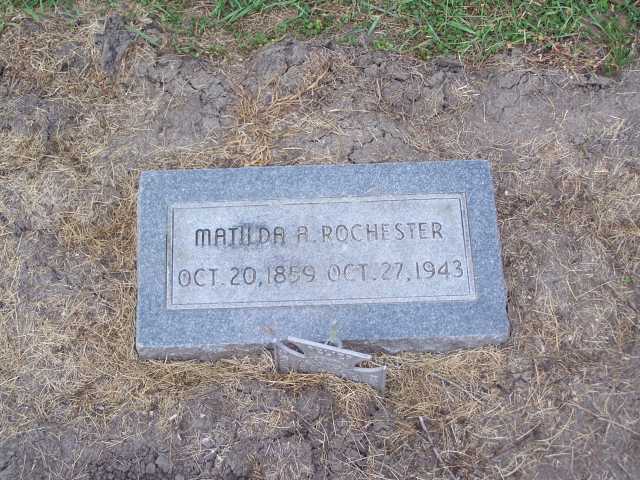 MATILDA A. ROCHESTER
OCT. 20, 1859 OCT. 27, 1943